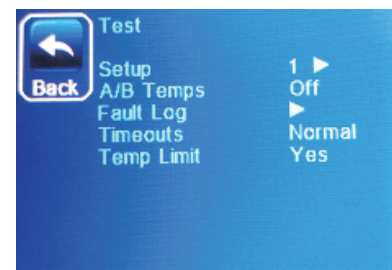 Test
Back
Setup 1 ▶
A/B Temps Off
Fault Log ▶
Timeouts Normal
Temp Limit Yes